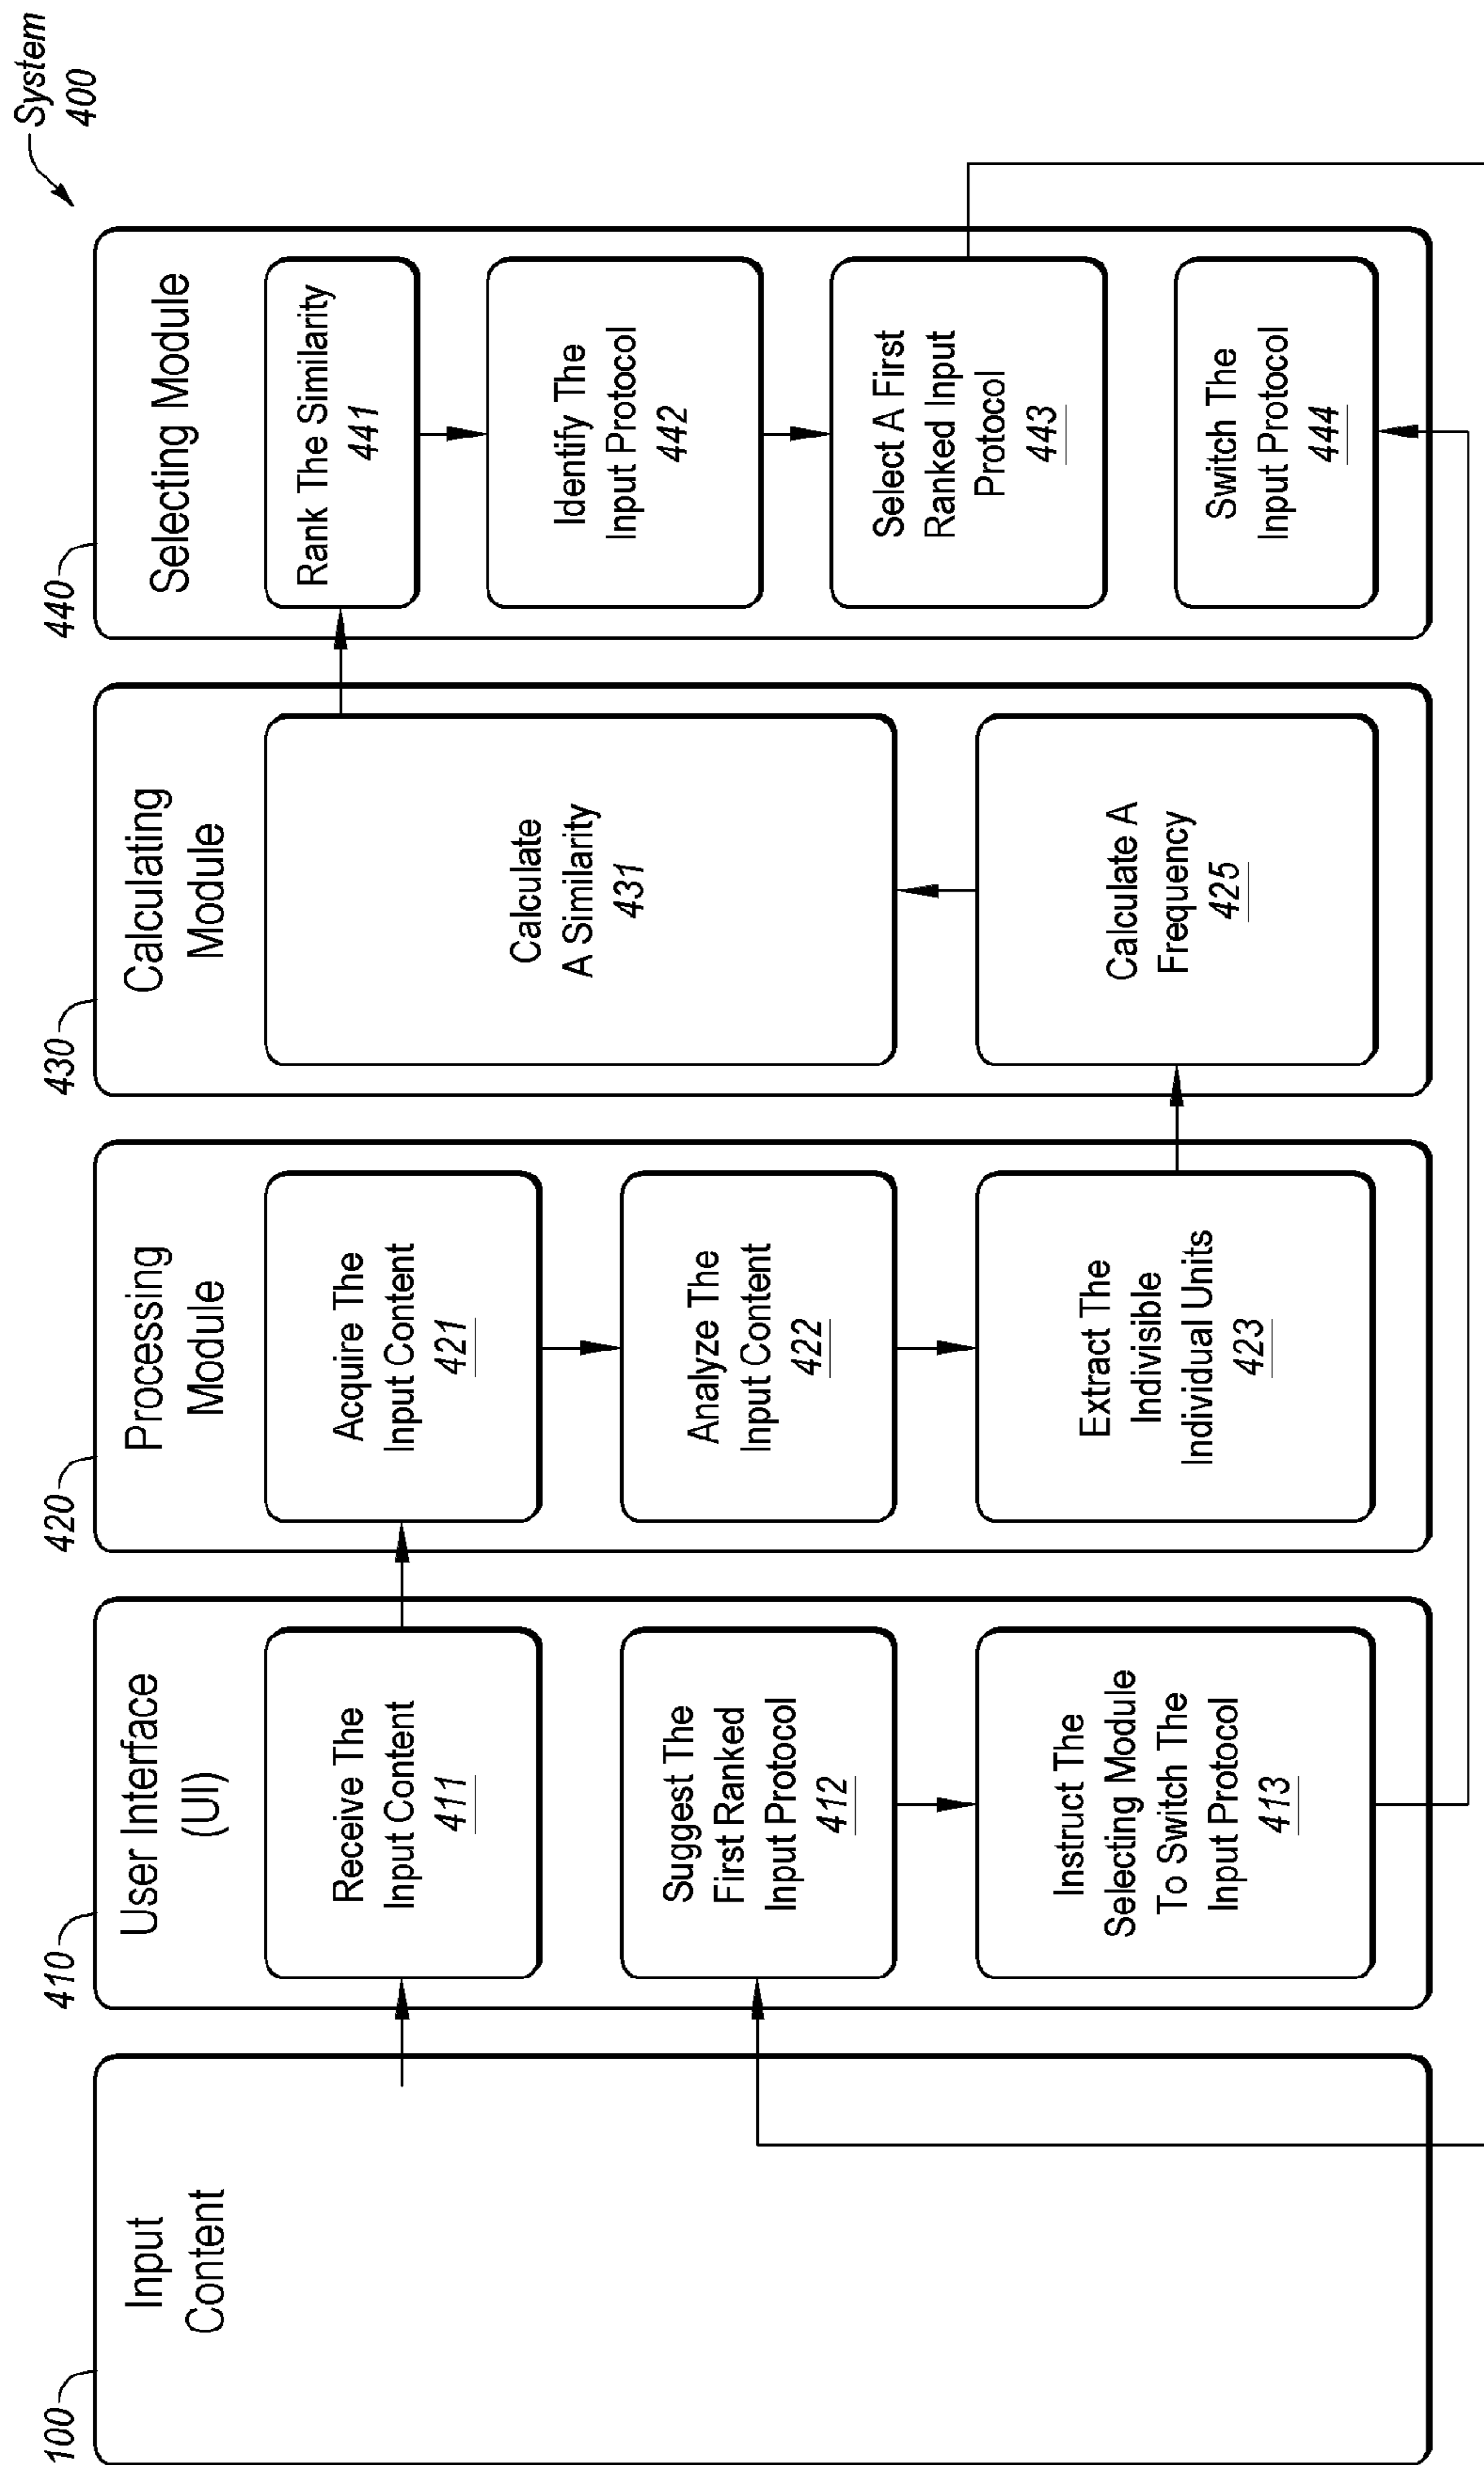 System
400
100
Input
Content
410
User Interface
(UI)
Receive The
Input Content
411
Suggest The
First Ranked
Input Protocol
412
Instruct The
Selecting Module
To Switch The
Input Protocol
413
420
Processing
Module
Acquire The
Input Content
421
Analyze The
Input Content
422
Extract The
Indivisible
Individual Units
423
430
Calculating
Module
Calculate
A Similarity
431
Calculate A
Frequency
425
440
Selecting Module
Rank The Similarity
441
Identify The
Input Protocol
442
Select A First
Ranked Input
Protocol
443
Switch The
Input Protocol
444